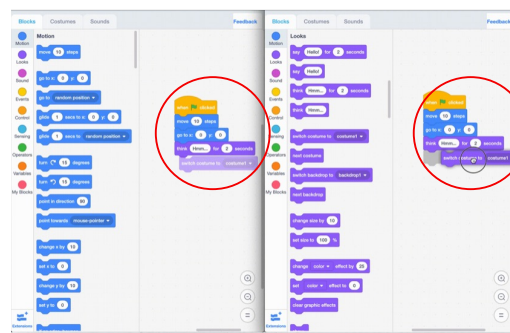 Blocks Costumes Sounds Feedback
Motion
Looks
Sound
Events
Control
Sensing
Operators
Variables
My Blocks
Extensions
Motion
move 10 steps
go to x: 0 y: 0
go to random position
glide 1 secs to x: 0 y: 0
glide 1 secs to random position
turn 15 degrees
turn 15 degrees
point in direction 90
point towards mouse-pointer
change x by 10
set x to 0
change y by 10
set y to 0
when clicked
move 10 steps
go to x: 0 y: 0
think Hmm... for 2 seconds
switch costume to costume1
Blocks Costumes Sounds Feedback
Motion
Looks
Sound
Events
Control
Sensing
Operators
Variables
My Blocks
Extensions
Looks
say Hello! for 2 seconds
say Hello!
think Hmm... for 2 seconds
think Hmm...
switch costume to costume1
next costume
switch backdrop to backdrop1
next backdrop
change size by 10
set size to 100 %
change color effect by 25
set color effect to 0
clear graphic effects
when clicked
move 10 steps
go to x: 0 y: 0
think Hmm... for 2 seconds
switch costume to costume1